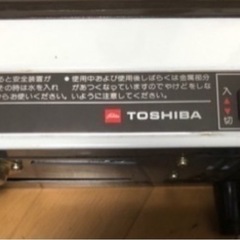 ると安全装置が
の時は水を入れ
お使いください。
●使用中および使用後しばらくは金属部分
があつくなっていますのでやけどをしな
いように注意してください。
入
▲切
TOSHIBA